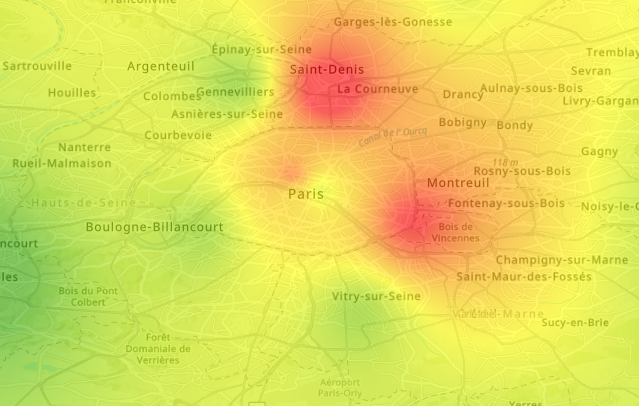 Franconville
Garges-lès-Gonesse
Épinay-sur-Seine
Tremblay
Sartrouville
Argenteuil
Saint-Denis
Sevran
Houilles
Colombes
Gennevilliers
La Courneuve
Drancy
Aulnay-sous-Bois
Livry-Gargan
Asnières-sur-Seine
Bobigny
Bondy
Courbevoie
Canal de l'Ourcq
Nanterre
Gagny
Rueil-Malmaison
118 m
Rosny-sous-Bois
Montreuil
Paris
Hauts-de-Seine
Fontenay-sous-Bois
Noisy-le-G
Boulogne-Billancourt
Bois de
Vincennes
ncourt
Champigny-sur-Marne
les
Saint-Maur-des-Fossés
Bois du Pont
Colbert
Vitry-sur-Seine
-Marne
Sucy-en-Brie
Forêt
Domaniale de
Verrières
Aéroport
Paris-Orly
Yerres